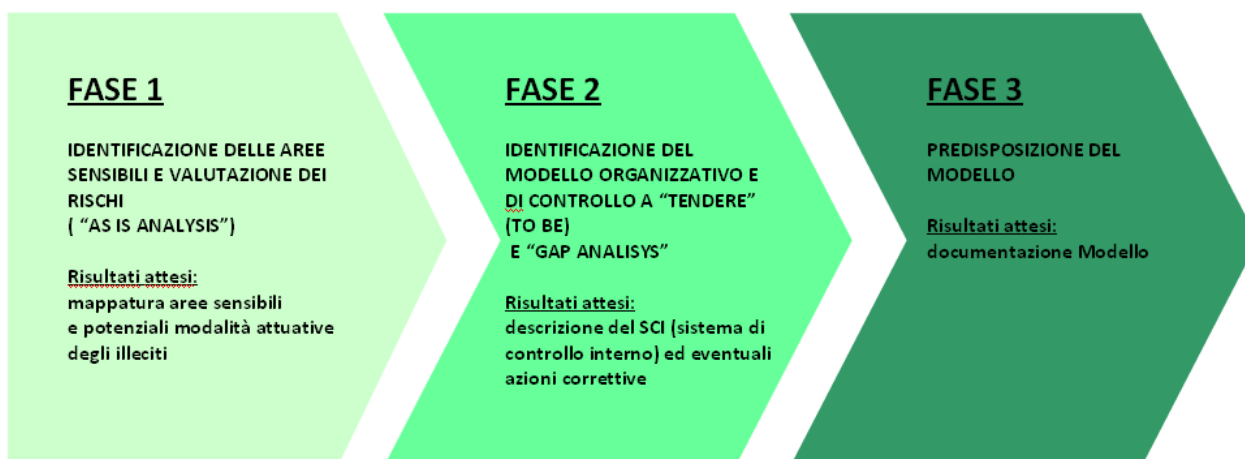 FASE 1
IDENTIFICAZIONE DELLE AREE
SENSIBILI E VALUTAZIONE DEI
RISCHI
( “AS IS ANALYSIS”)
Risultati attesi:
mappatura aree sensibili
e potenziali modalità attuative
degli illeciti
FASE 2
IDENTIFICAZIONE DEL
MODELLO ORGANIZZATIVO E
DI CONTROLLO A “TENDERE”
(TO BE)
E “GAP ANALISYS”
Risultati attesi:
descrizione del SCI (sistema di
controllo interno) ed eventuali
azioni correttive
FASE 3
PREDISPOSIZIONE DEL
MODELLO
Risultati attesi:
documentazione Modello